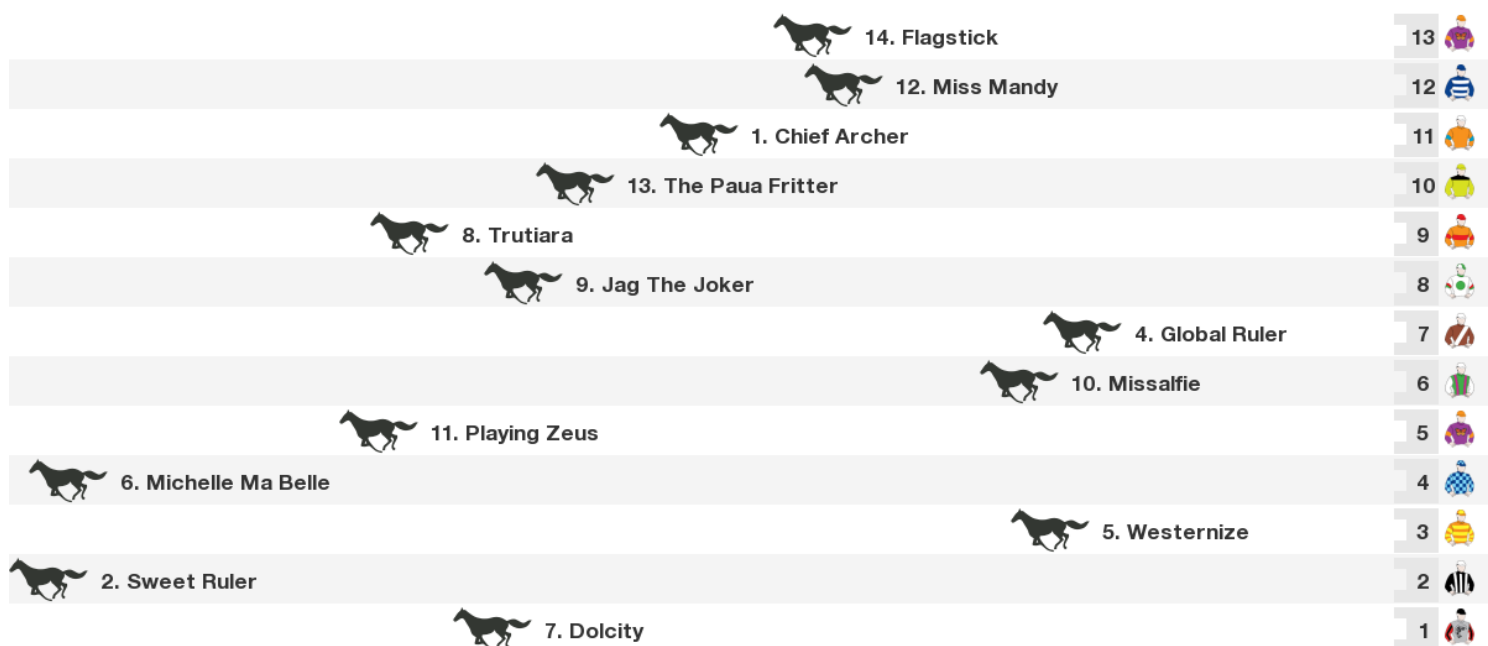 14. Flagstick 13
12. Miss Mandy 12
1. Chief Archer 11
13. The Paua Fritter 10
8. Trutiara 9
9. Jag The Joker 8
4. Global Ruler 7
10. Missalfie 6
11. Playing Zeus 5
6. Michelle Ma Belle 4
5. Westernize 3
2. Sweet Ruler 2
7. Dolcity 1